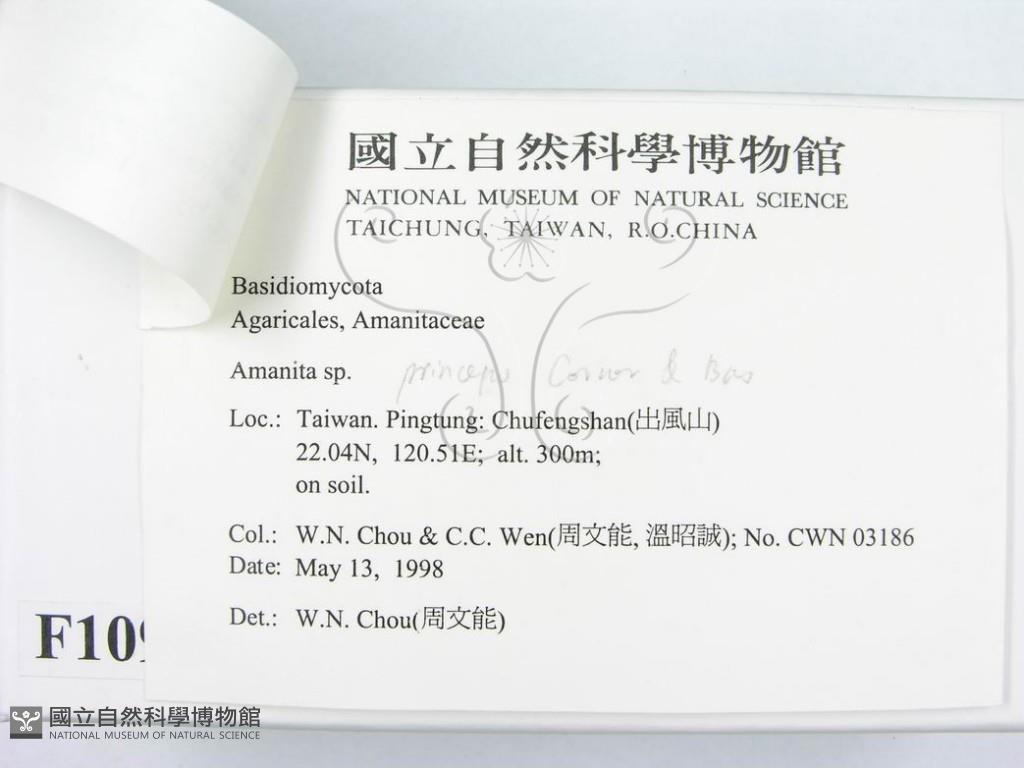 國立自然科學博物館
NATIONAL MUSEUM OF NATURAL SCIENCE
TAICHUNG, TAIWAN, R.O.CHINA
Basidiomycota
Agaricales, Amanitaceae
Amanita sp. princeps Corner & Bas
Loc.: Taiwan. Pingtung: Chufengshan(出風山)
22.04N, 120.51E; alt. 300m;
on soil.
Col.: W.N. Chou & C.C. Wen(周文能, 溫昭誠); No. CWN 03186
Date: May 13, 1998
Det.: W.N. Chou(周文能)
F109
國立自然科學博物館
NATIONAL MUSEUM OF NATURAL SCIENCE